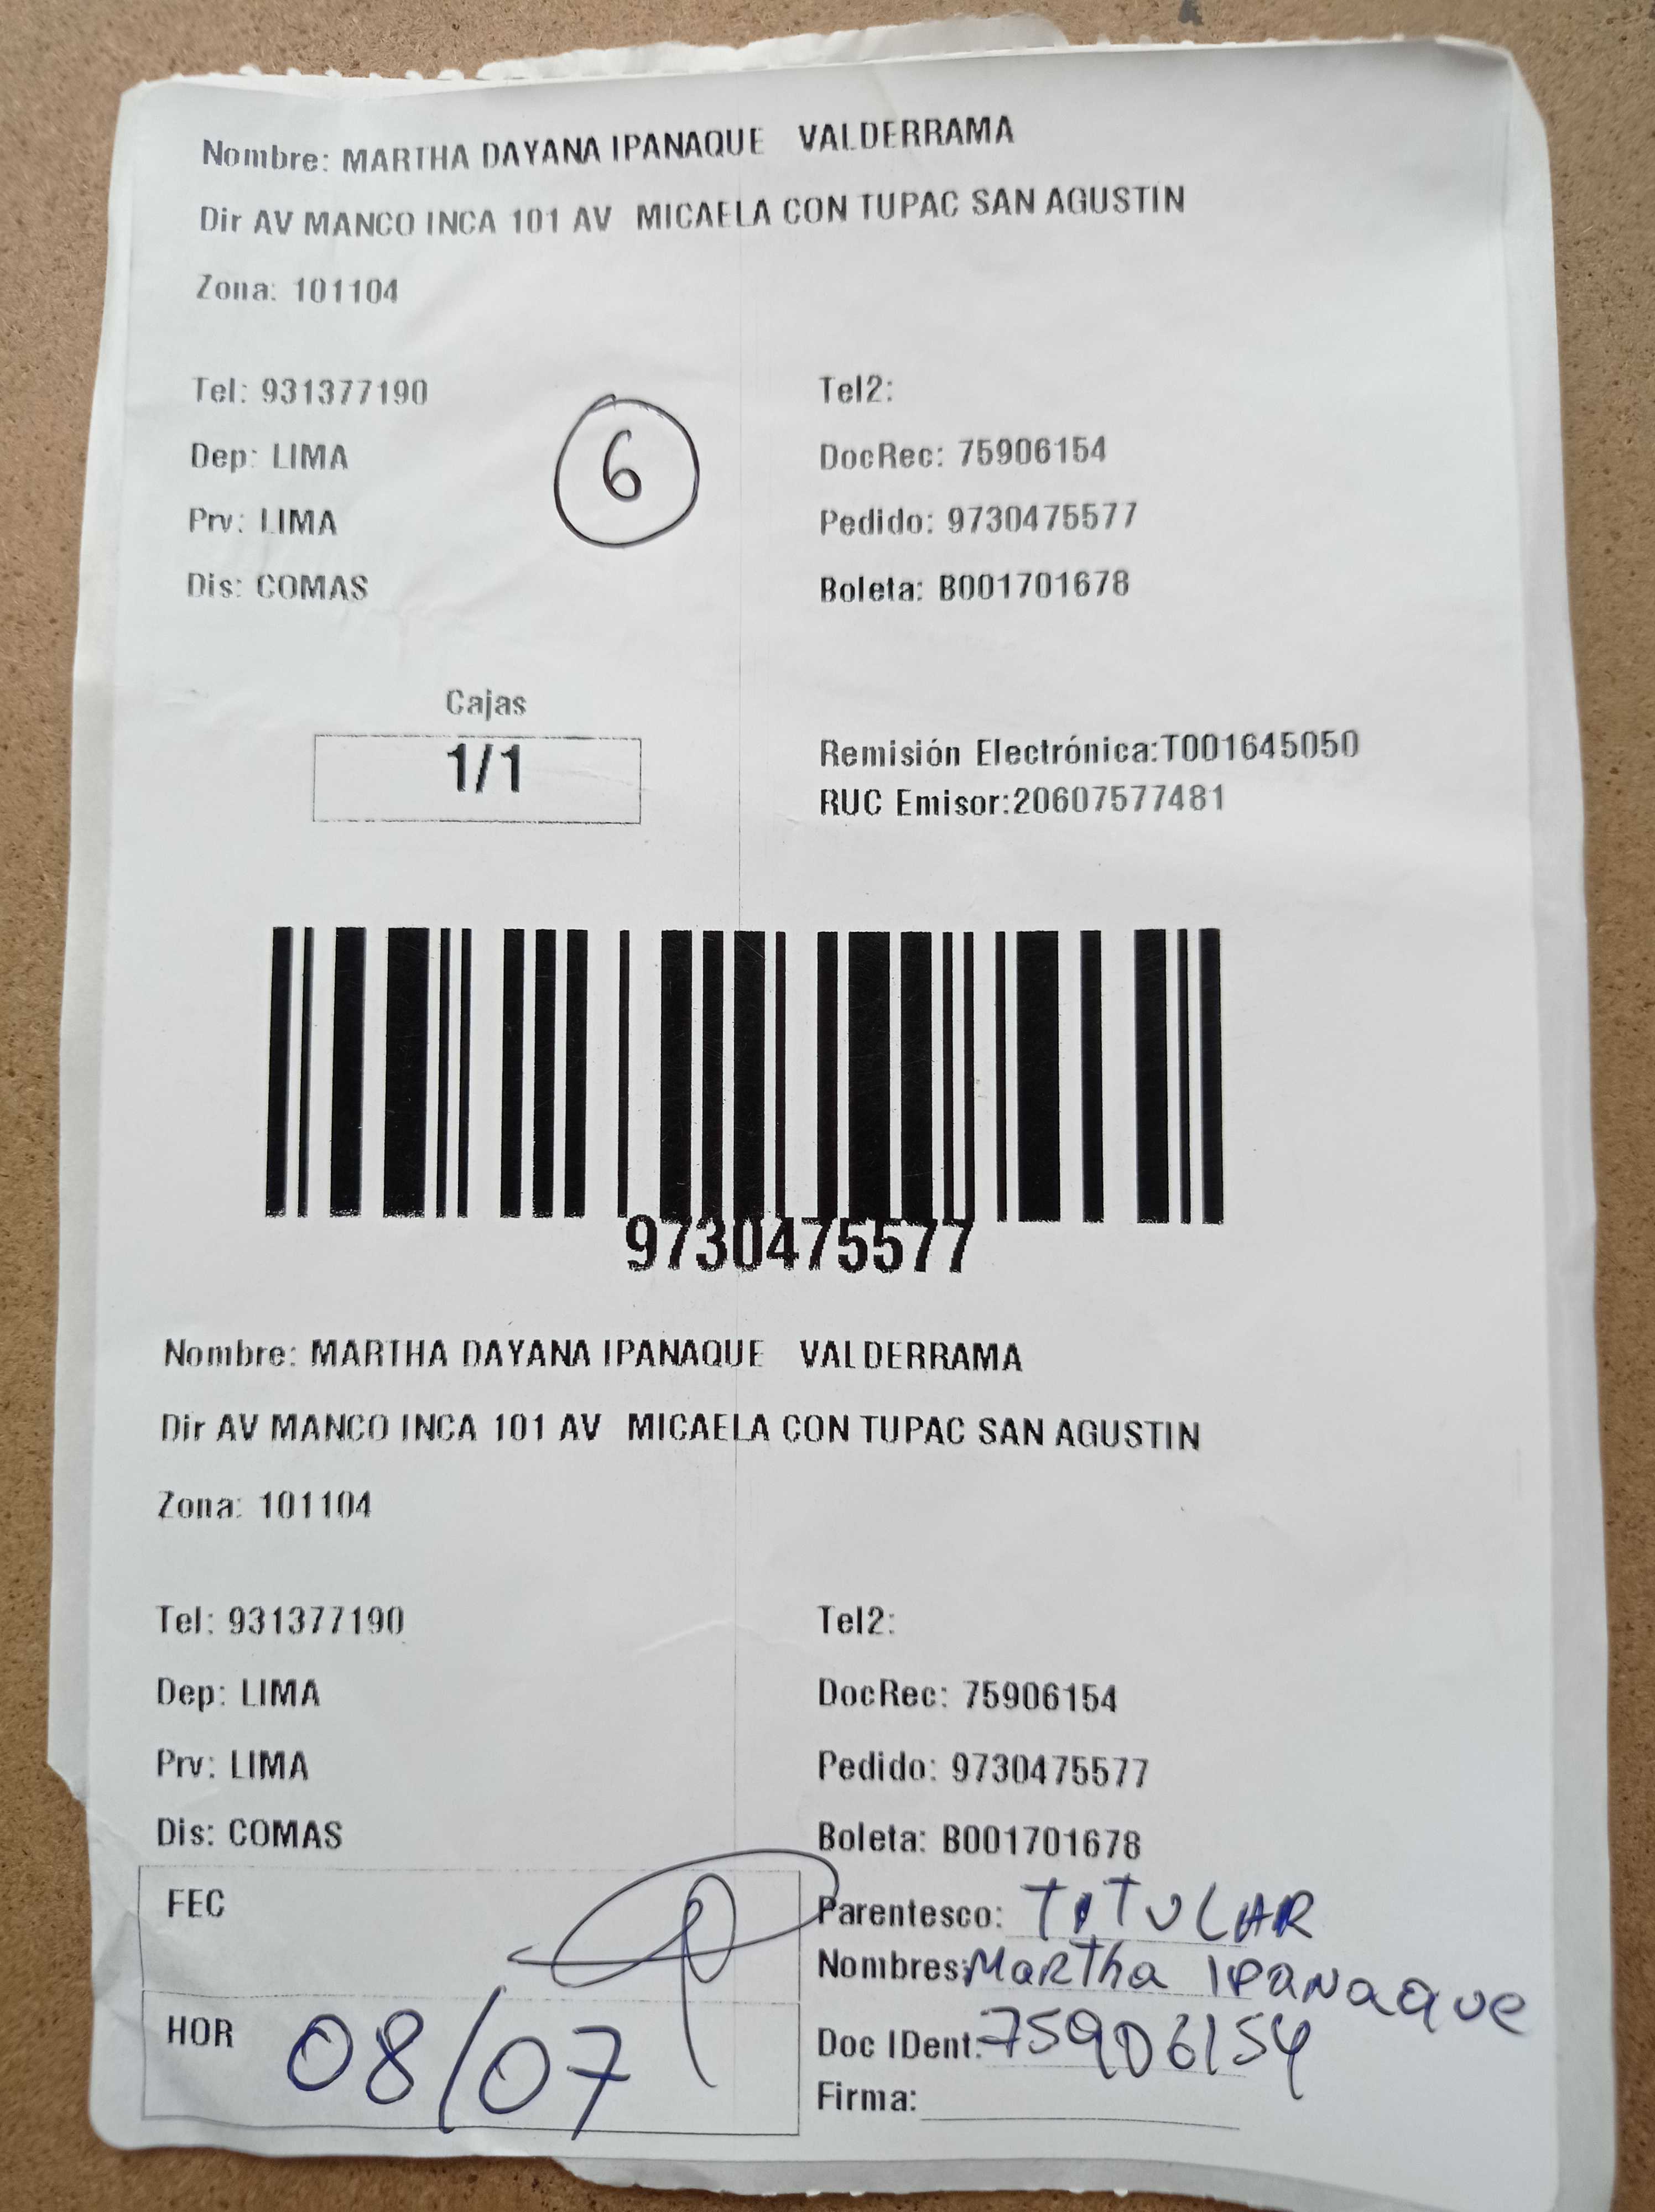 Nombre: MARTHA DAYANA IPANAQUE VALDERRAMA
Dir AV MANCO INCA 101 AV MICAELA CON TUPAC SAN AGUSTIN
Zona: 101104
Tel: 931377190 Tel2:
Dep: LIMA DocRec: 75906154
Prv: LIMA Pedido: 9730475577
Dis: COMAS Boleta: B001701678
6
Cajas
1/1
Remisión Electrónica:T001645050
RUC Emisor:20607577481
9730475577
Nombre: MARTHA DAYANA IPANAQUE VALDERRAMA
Dir AV MANCO INCA 101 AV MICAELA CON TUPAC SAN AGUSTIN
Zona: 101104
Tel: 931377190 Tel2:
Dep: LIMA DocRec: 75906154
Prv: LIMA Pedido: 9730475577
Dis: COMAS Boleta: B001701678
FEC
HOR 08/07
Parentesco: TITULAR
Nombres: Martha Ipanaque
Doc IDent: 75906154
Firma: